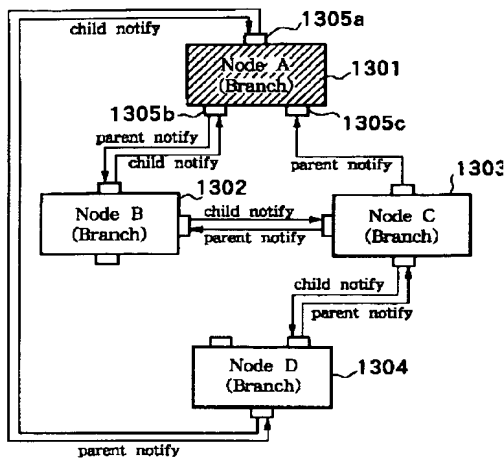 child notify
1305a
Node A
(Branch)
1301
1305b
1305c
parent notify
child notify
parent notify
1303
1302
Node B
(Branch)
child notify
parent notify
Node C
(Branch)
child notify
parent notify
Node D
(Branch)
1304
parent notify